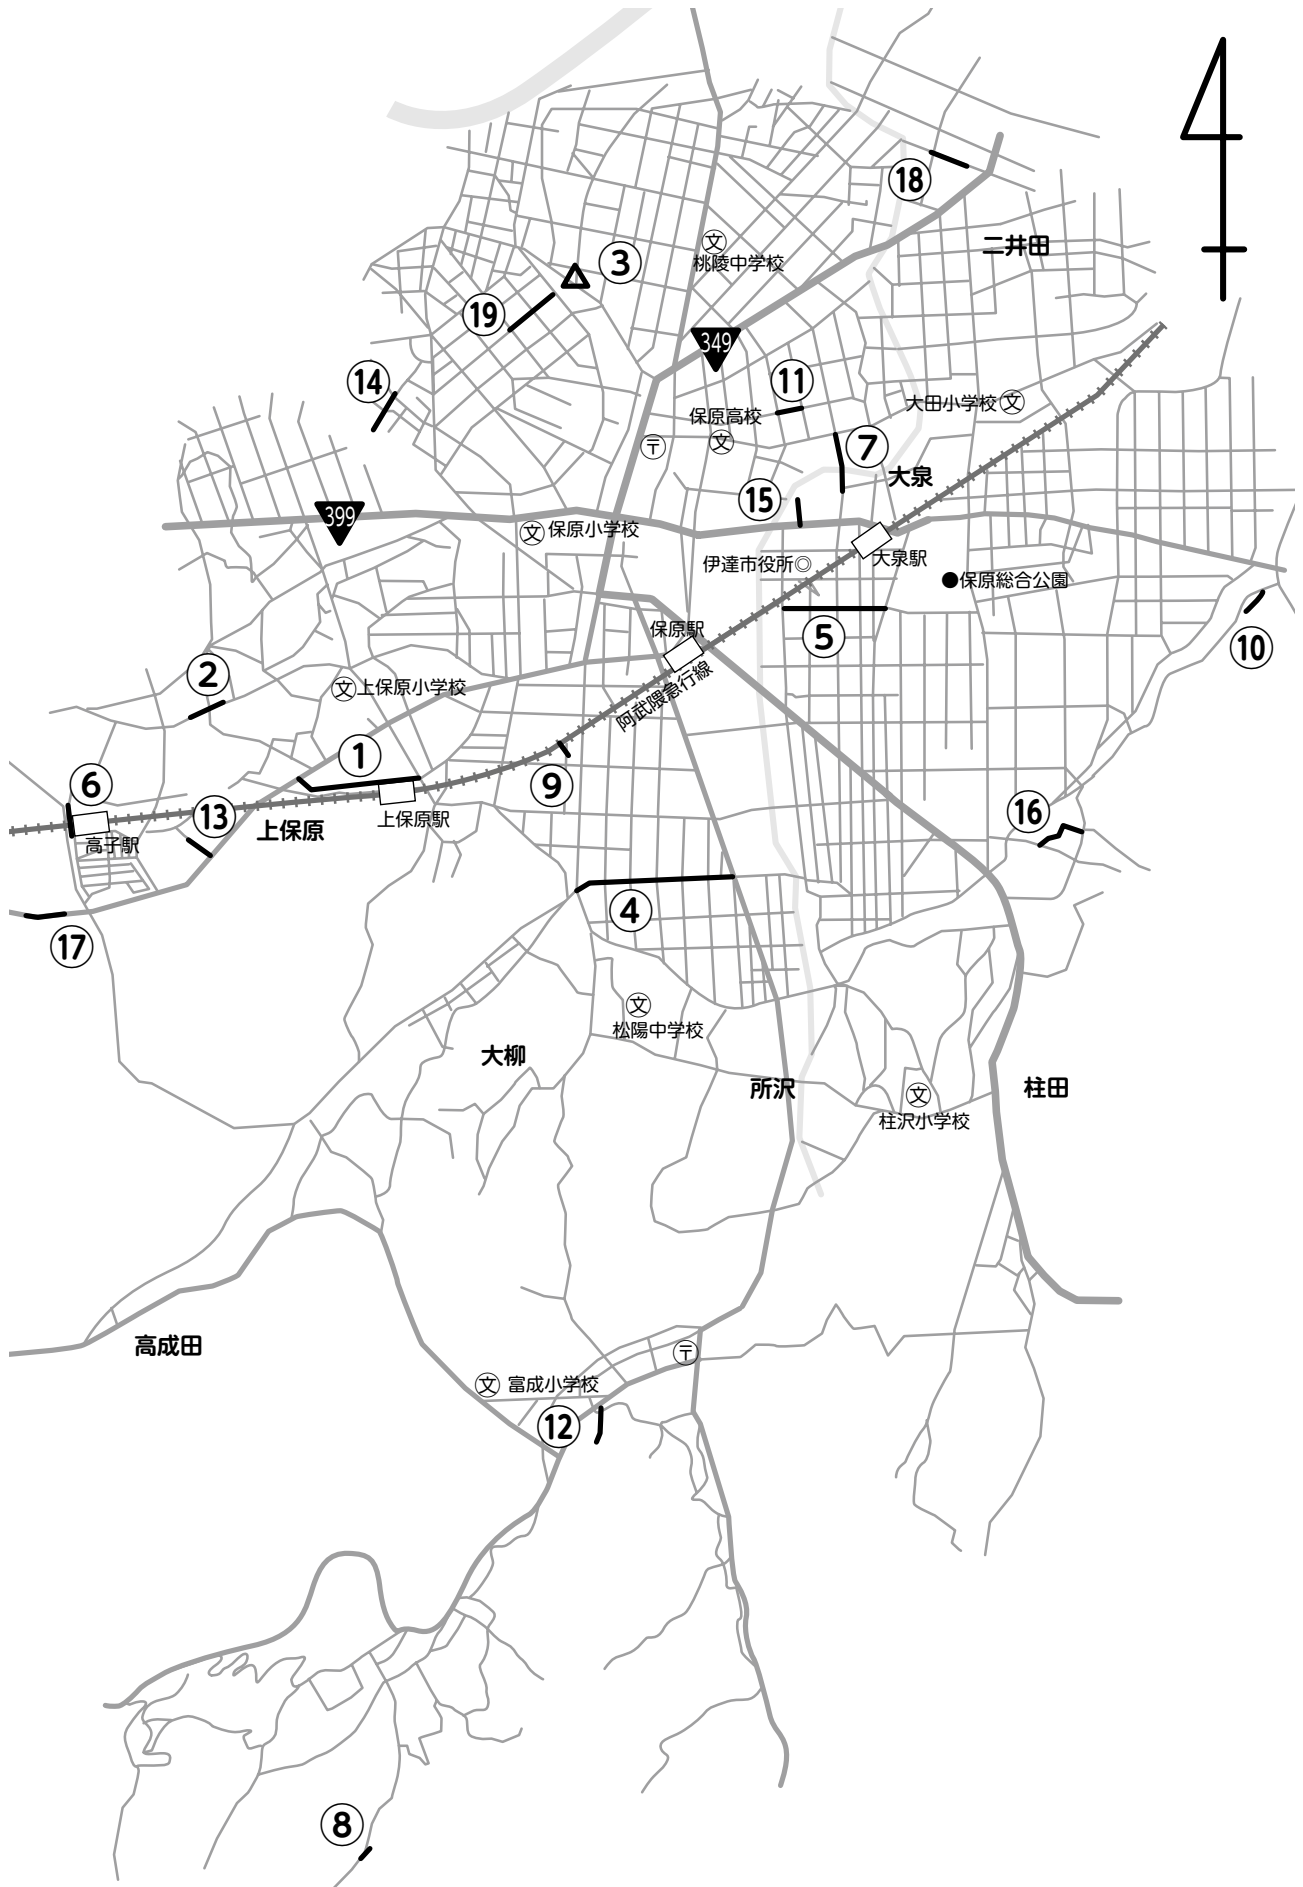 ⑱
二井田
文
桃陵中学校
③
⑲
349
⑭
⑪
大田小学校 文
保原高校
文
〒
⑦
大泉
⑮
399
文 保原小学校
伊達市役所◎
大泉駅
●保原総合公園
⑤
⑩
保原駅
阿武隈急行線
②
文 上保原小学校
①
⑥
⑨
⑬
上保原
上保原駅
高子駅
⑯
④
⑰
文
松陽中学校
大柳
所沢
文
柱沢小学校
柱田
高成田
〒
文 富成小学校
⑫
⑧